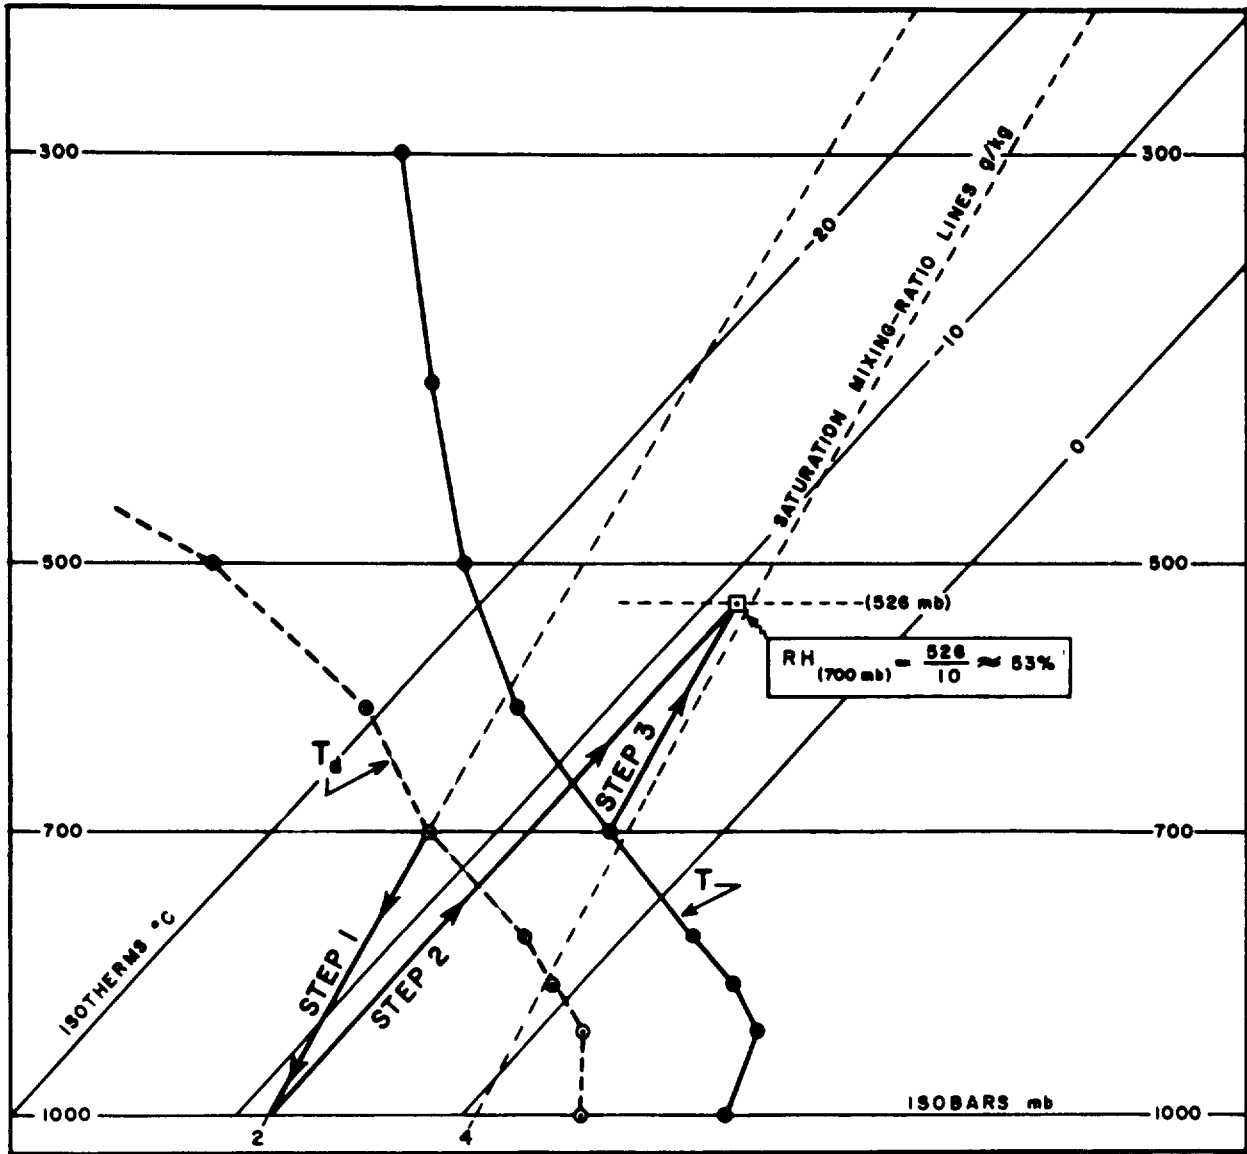 300
300
-20
SATURATION MIXING-RATIO LINES g/kg
-10
0
500
500
(526 mb)
RH (700 mb) = 526/10 ≈ 53%
STEP 3
Td
700
700
T
ISOTHERMS °C
STEP 1
STEP 2
ISOBARS mb
1000
1000
2
4